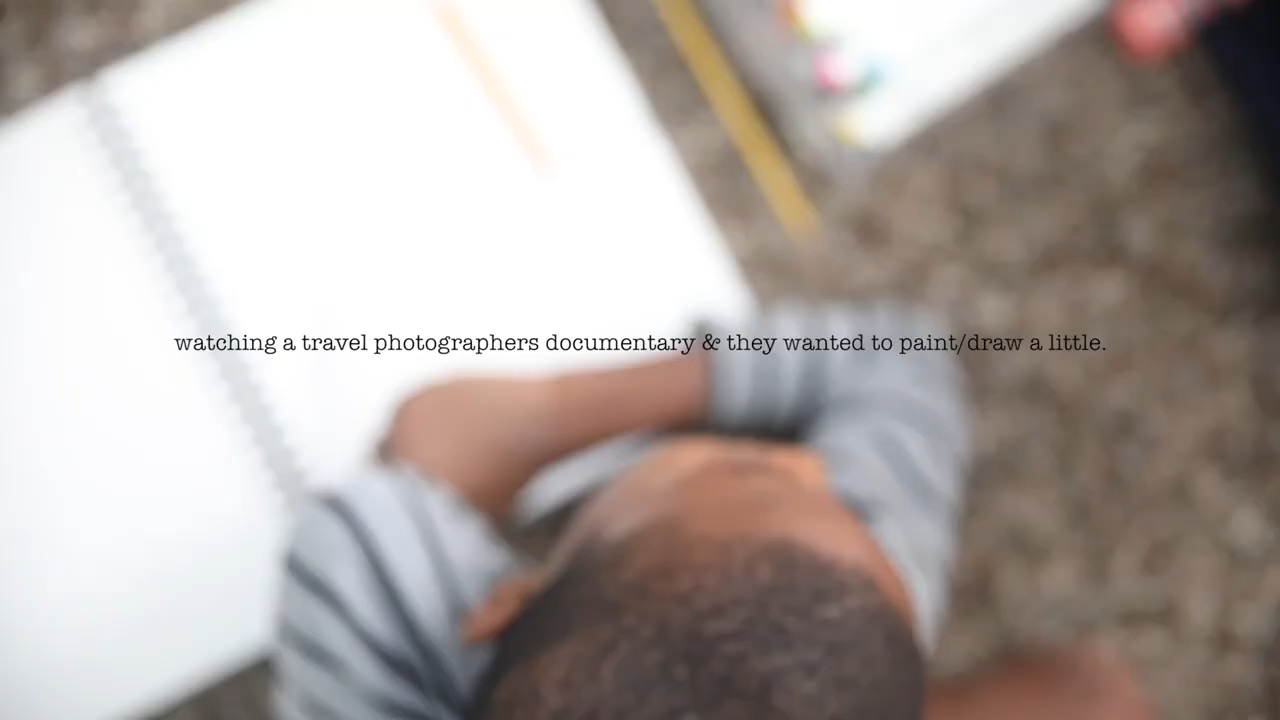 watching a travel photographers documentary & they wanted to paint/draw a little.